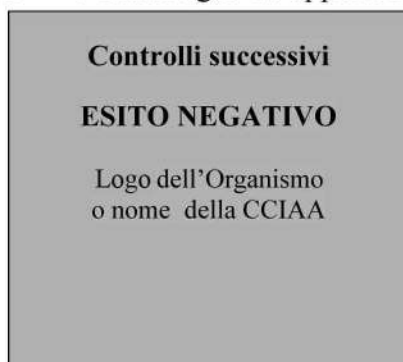 Controlli successivi
ESITO NEGATIVO
Logo dell'Organismo
o nome della CCIAA